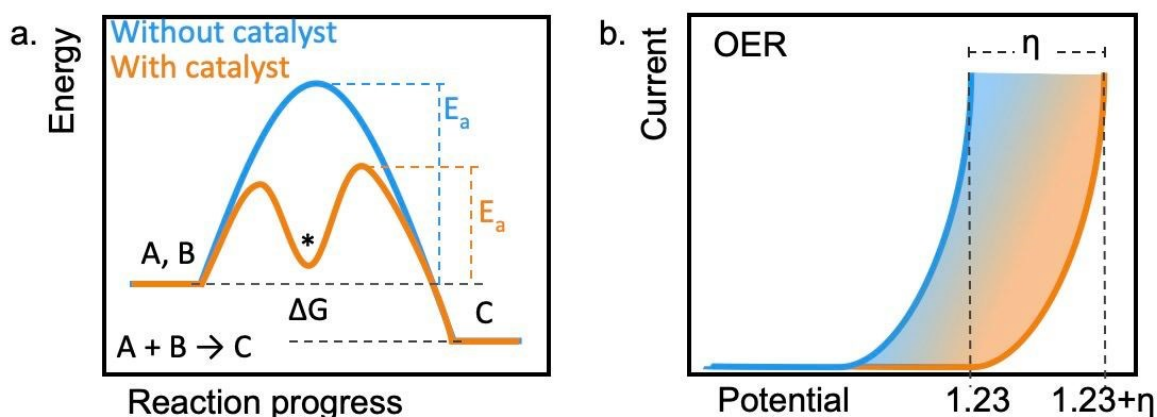 a.
Energy
Without catalyst
With catalyst
Eₐ
Eₐ
*
A, B
ΔG
C
A + B → C
Reaction progress
b.
Current
OER
η
Potential
1.23
1.23+η